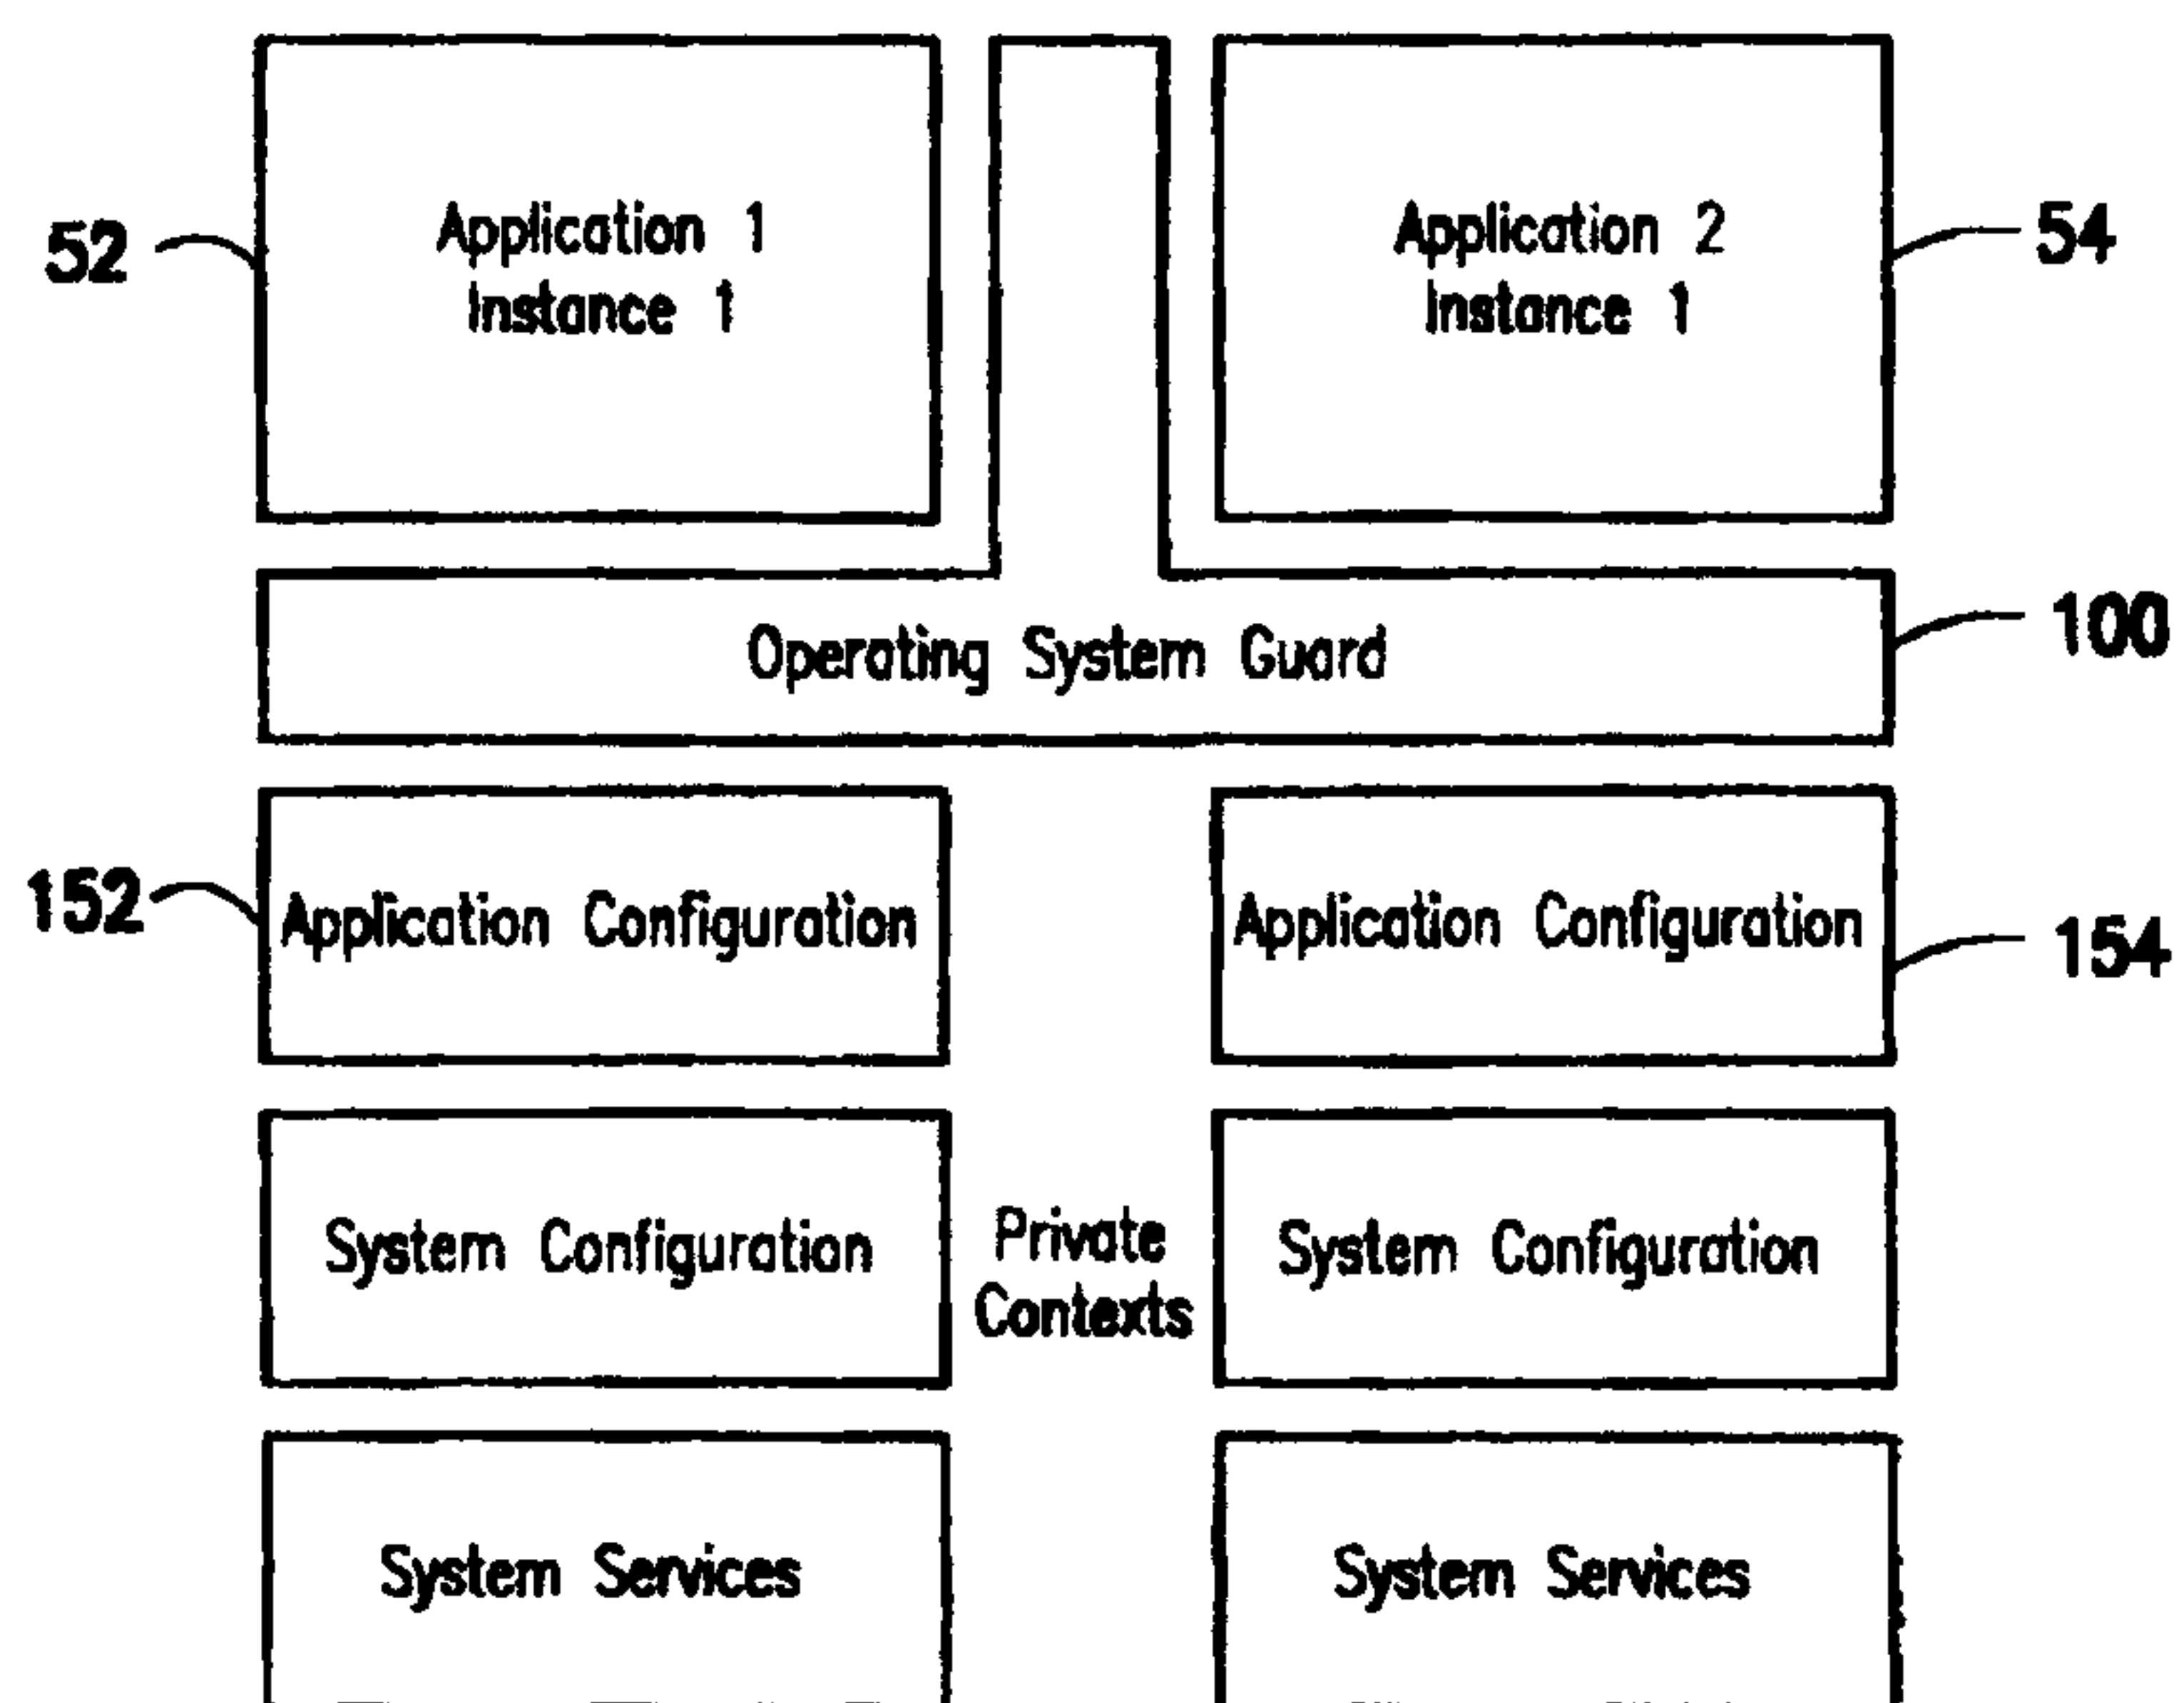 52
Application 1
Instance 1
Application 2
Instance 1
54
Operating System Guard
100
152
Application Configuration
Application Configuration
154
System Configuration
Private
Contexts
System Configuration
System Services
System Services